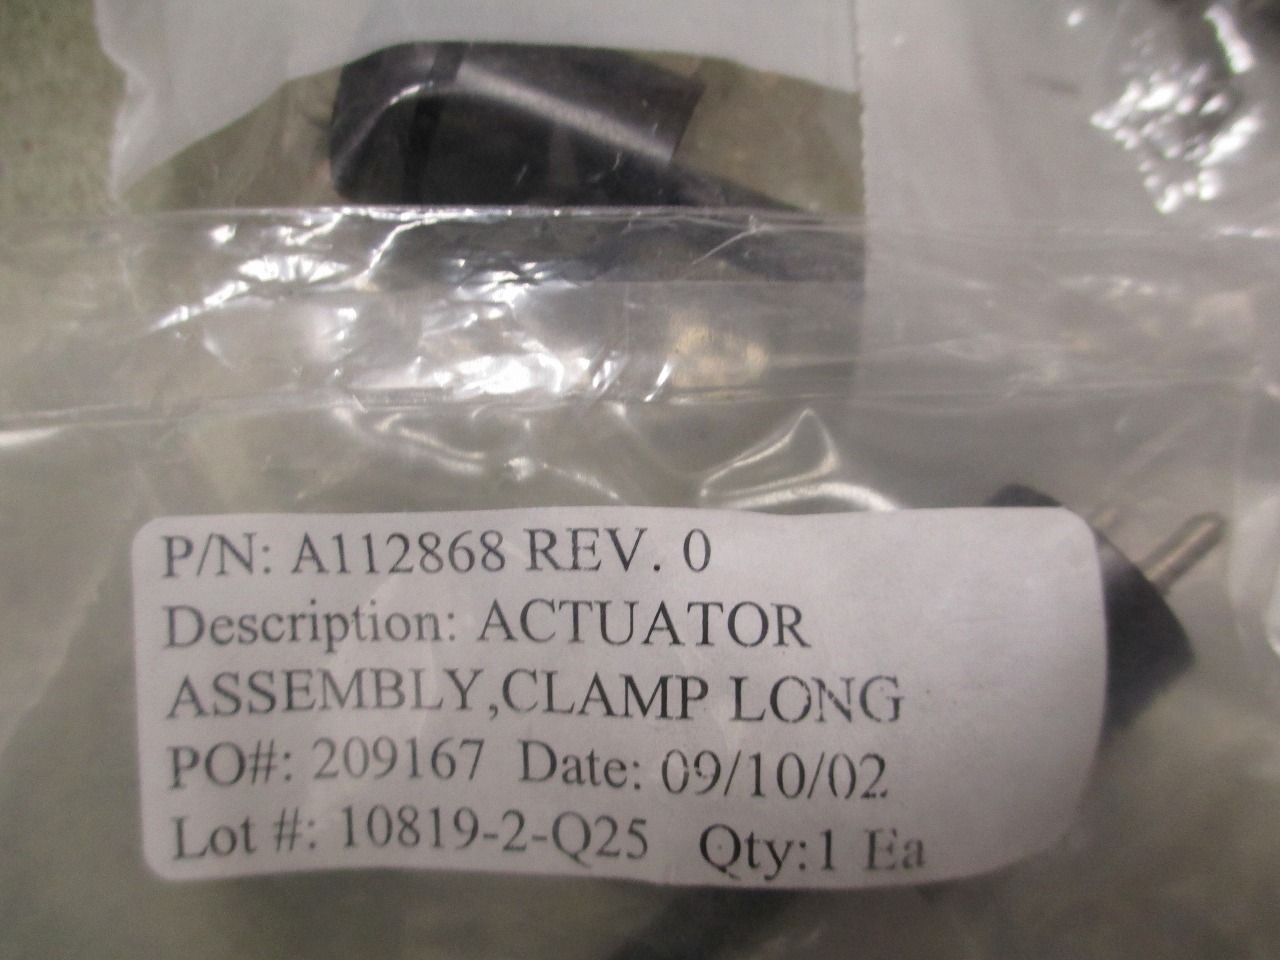 P/N: A112868 REV. 0
Description: ACTUATOR
ASSEMBLY,CLAMP LONG
PO#: 209167 Date: 09/10/02
Lot #: 10819-2-Q25 Qty:1 Ea